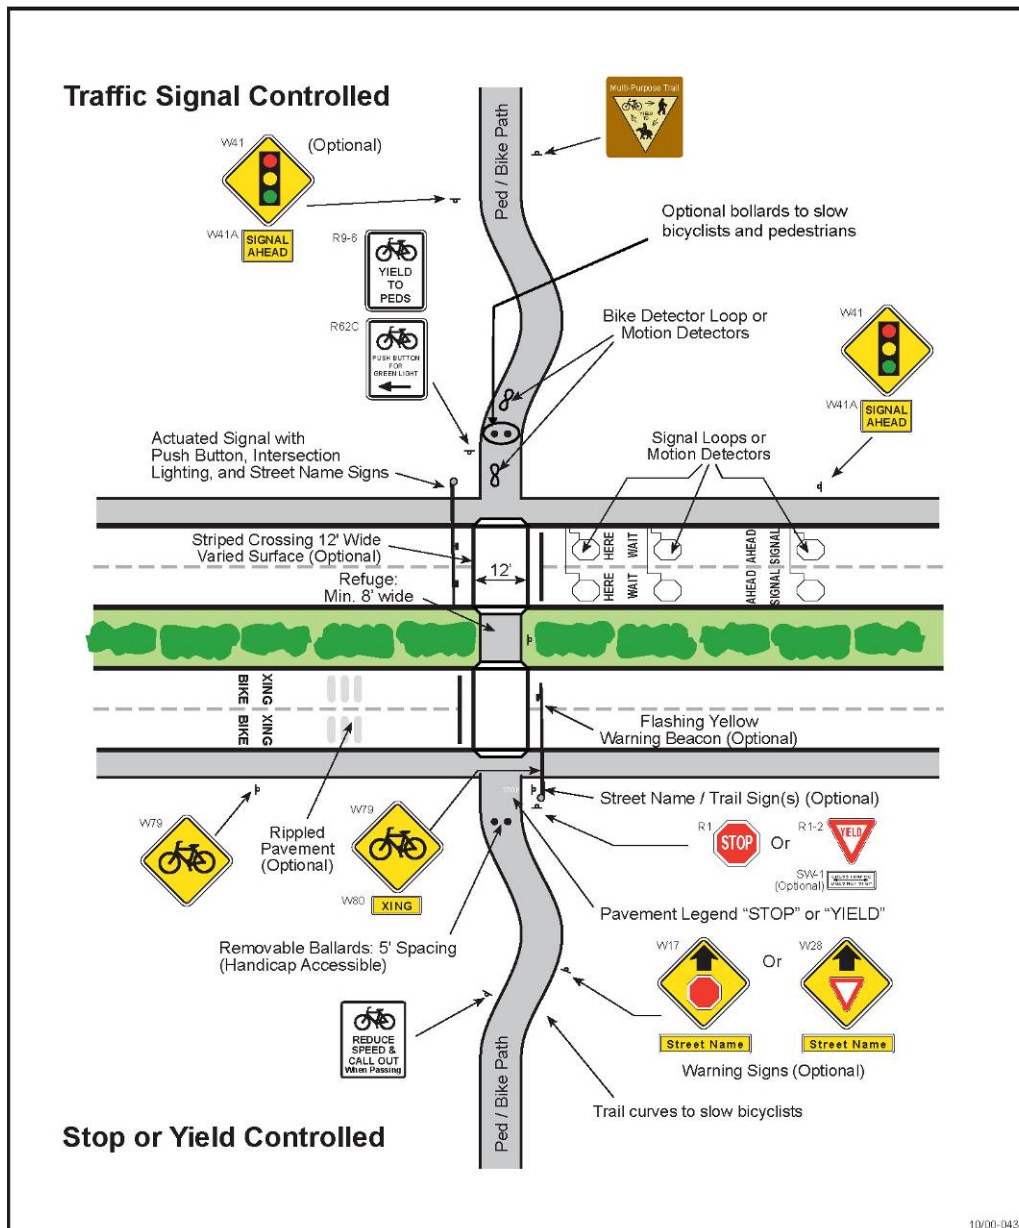 Traffic Signal Controlled
Multi-Purpose Trail
YIELD
TO
Ped / Bike Path
W41
(Optional)
W41A
SIGNAL
AHEAD
R9-6
YIELD
TO
PEDS
Optional bollards to slow
bicyclists and pedestrians
R62C
PUSH BUTTON
FOR
GREEN LIGHT
Bike Detector Loop or
Motion Detectors
W41
W41A
SIGNAL
AHEAD
Actuated Signal with
Push Button, Intersection
Lighting, and Street Name Signs
Signal Loops or
Motion Detectors
Striped Crossing 12' Wide
Varied Surface (Optional)
Refuge:
Min. 8' wide
12'
HERE WAIT AHEAD SIGNAL
HERE WAIT AHEAD SIGNAL
BIKE XING
BIKE XING
Flashing Yellow
Warning Beacon (Optional)
STOP
Street Name / Trail Sign(s) (Optional)
W79
Rippled
Pavement
(Optional)
W79
W80
XING
R1
STOP
Or
R1-2
YIELD
SW-1
(Optional)
Pavement Legend “STOP” or “YIELD”
Removable Ballards: 5' Spacing
(Handicap Accessible)
W17
Or
W28
Street Name
Street Name
Warning Signs (Optional)
REDUCE
SPEED &
CALL OUT
When Passing
Ped / Bike Path
Trail curves to slow bicyclists
Stop or Yield Controlled
10/00-043